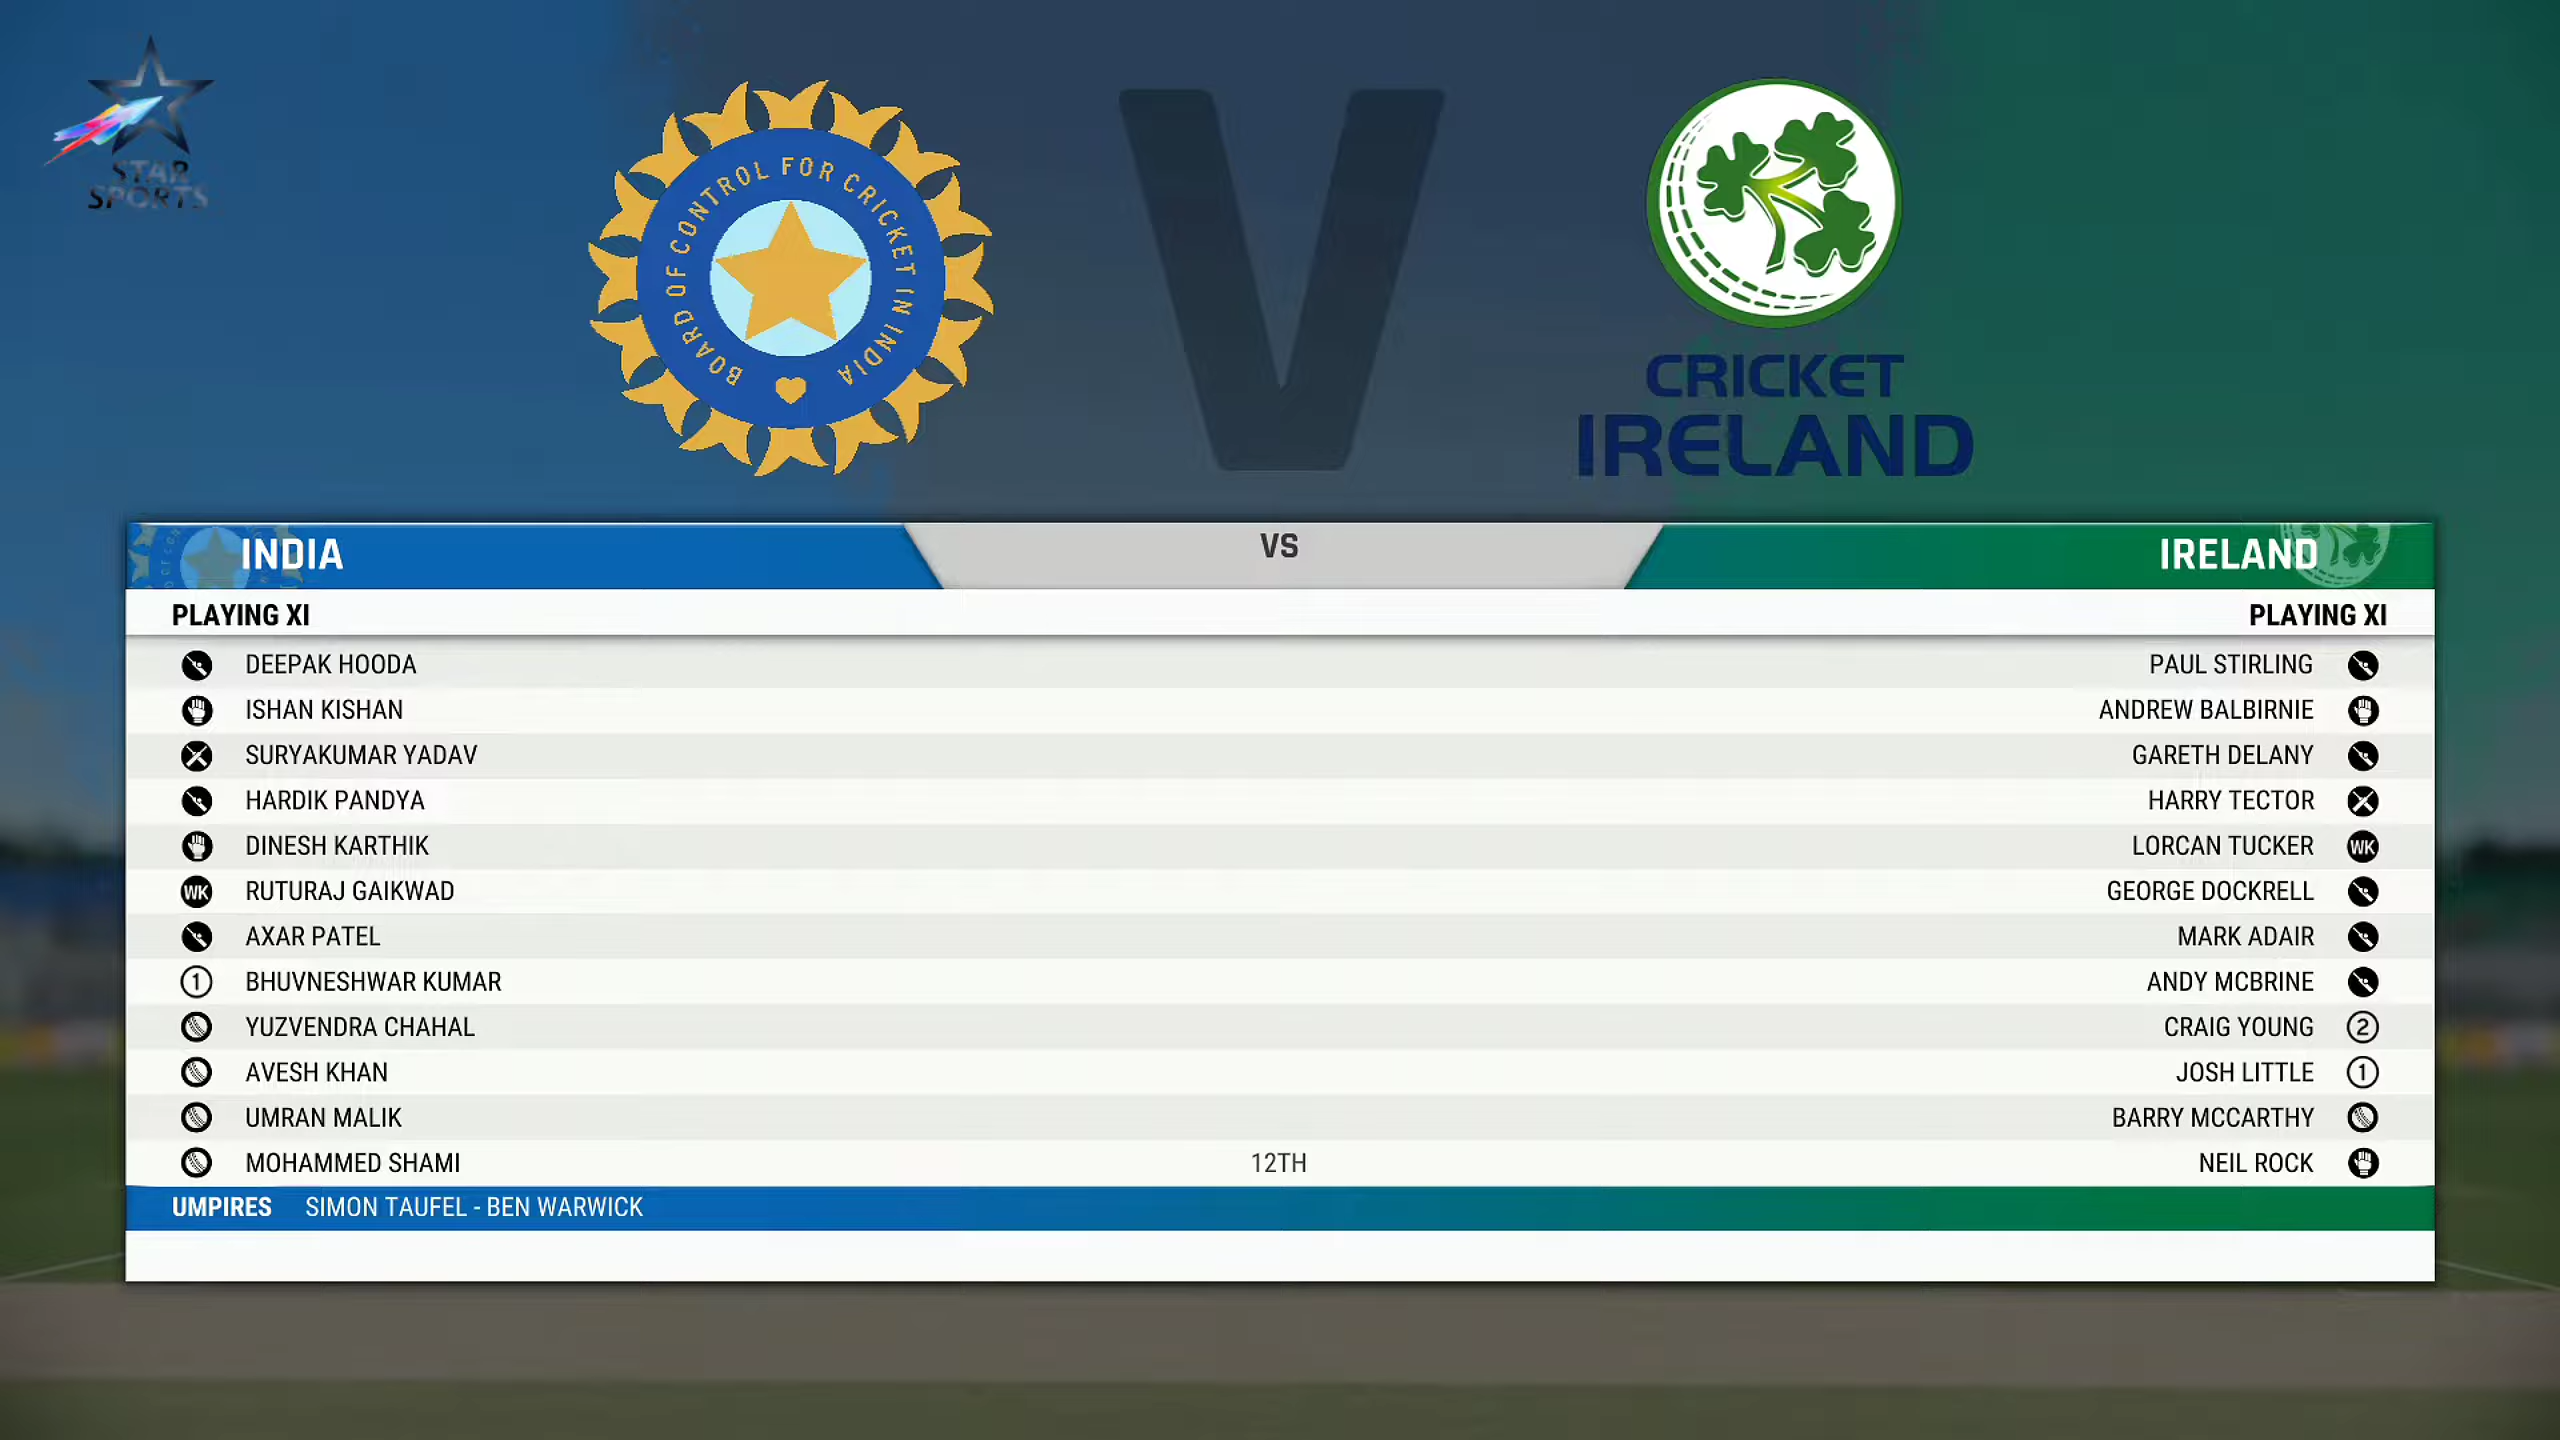 STAR
SPORTS
BOARD OF CONTROL FOR CRICKET IN INDIA
V
CRICKET
IRELAND
INDIA VS IRELAND
PLAYING XI PLAYING XI
DEEPAK HOODA PAUL STIRLING
ISHAN KISHAN ANDREW BALBIRNIE
SURYAKUMAR YADAV GARETH DELANY
HARDIK PANDYA HARRY TECTOR
DINESH KARTHIK LORCAN TUCKER WK
WK RUTURAJ GAIKWAD GEORGE DOCKRELL
AXAR PATEL MARK ADAIR
1 BHUVNESHWAR KUMAR ANDY MCBRINE
YUZVENDRA CHAHAL CRAIG YOUNG 2
AVESH KHAN JOSH LITTLE 1
UMRAN MALIK BARRY MCCARTHY
MOHAMMED SHAMI 12TH NEIL ROCK
UMPIRES SIMON TAUFEL - BEN WARWICK